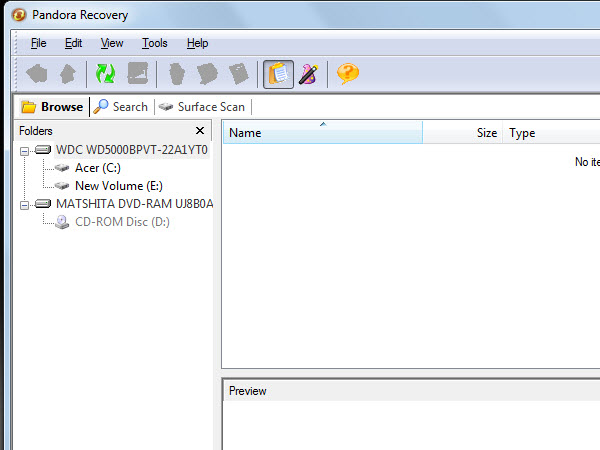 Pandora Recovery
File Edit View Tools Help
Browse Search Surface Scan
Folders
Name Size Type
WDC WD5000BPVT-22A1YT0
Acer (C:)
New Volume (E:)
MATSHITA DVD-RAM UJ8B0A
CD-ROM Disc (D:)
No ite
Preview